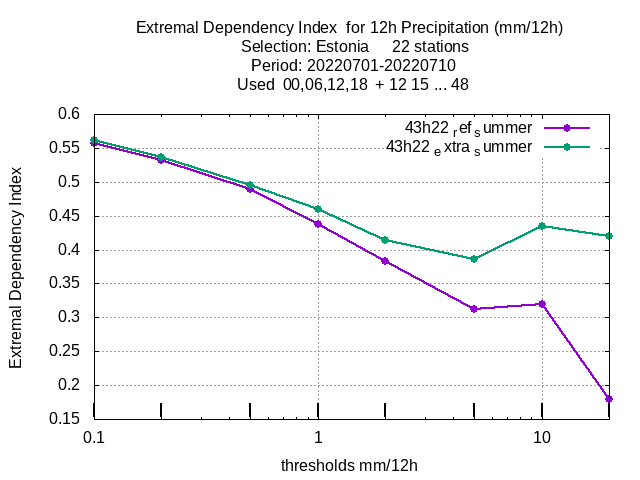 Extremal Dependency Index for 12h Precipitation (mm/12h)
Selection: Estonia 22 stations
Period: 20220701-20220710
Used 00,06,12,18 + 12 15 ... 48
43h22 ref summer
43h22 extra summer
Extremal Dependency Index
0.6
0.55
0.5
0.45
0.4
0.35
0.3
0.25
0.2
0.15
0.1
1
10
thresholds mm/12h